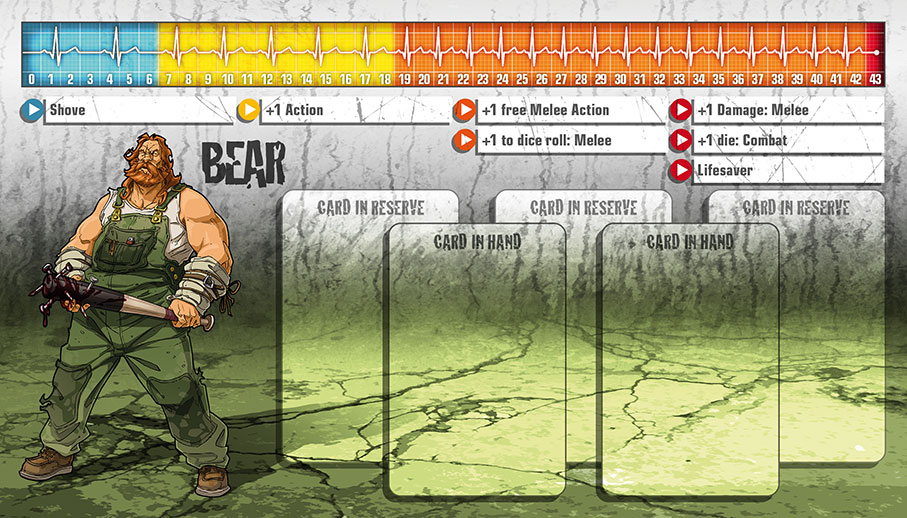 0 1 2 3 4 5 6 7 8 9 10 11 12 13 14 15 16 17 18 19 20 21 22 23 24 25 26 27 28 29 30 31 32 33 34 35 36 37 38 39 40 41 42 43
Shove
+1 Action
+1 free Melee Action
+1 Damage: Melee
+1 to dice roll: Melee
+1 die: Combat
Lifesaver
BEAR
CARD IN RESERVE
CARD IN RESERVE
CARD IN RESERVE
CARD IN HAND
CARD IN HAND